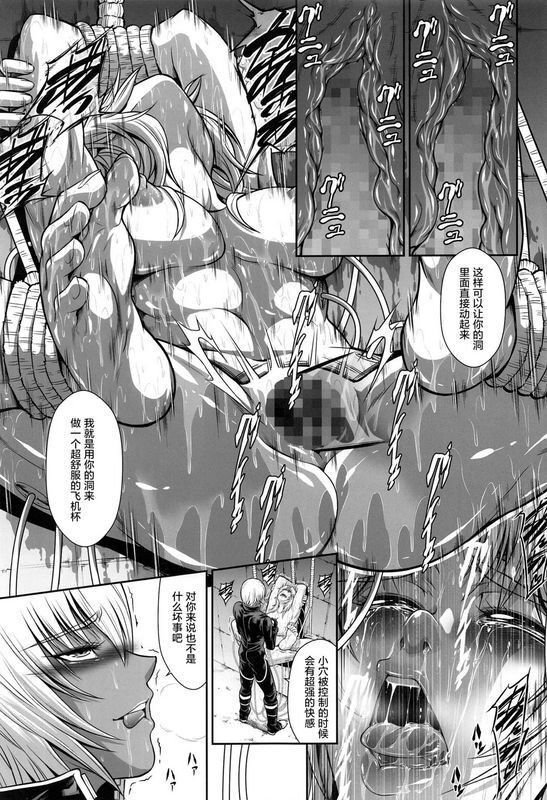 グニュ
グニュ
グニュ
グニュ
グニュ
这样可以让你的洞
里面直接动起来
我就是用你的洞来
做一个超舒服的飞机杯
小穴被控制的时候
会有超强的快感
对你来说也不是
什么坏事吧